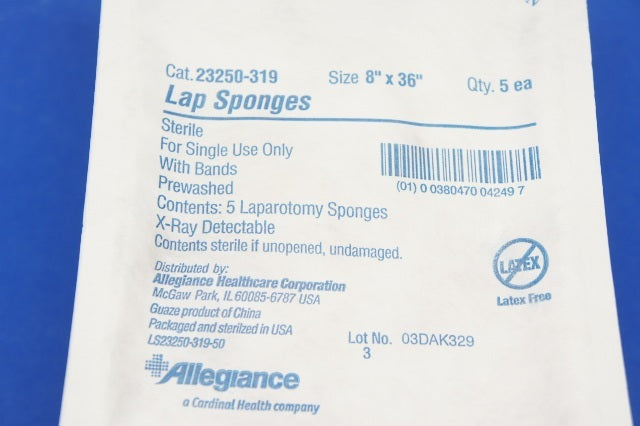 Cat. 23250-319 Size 8" x 36" Qty. 5 ea
Lap Sponges
Sterile
For Single Use Only
With Bands
Prewashed
Contents: 5 Laparotomy Sponges
X-Ray Detectable
Contents sterile if unopened, undamaged.
(01) 0 0380470 04249 7
LATEX
Latex Free
Distributed by:
Allegiance Healthcare Corporation
McGaw Park, IL 60085-6787 USA
Guaze product of China
Packaged and sterilized in USA
LS23250-319-50
Lot No. 03DAK329
3
Allegiance
a Cardinal Health company